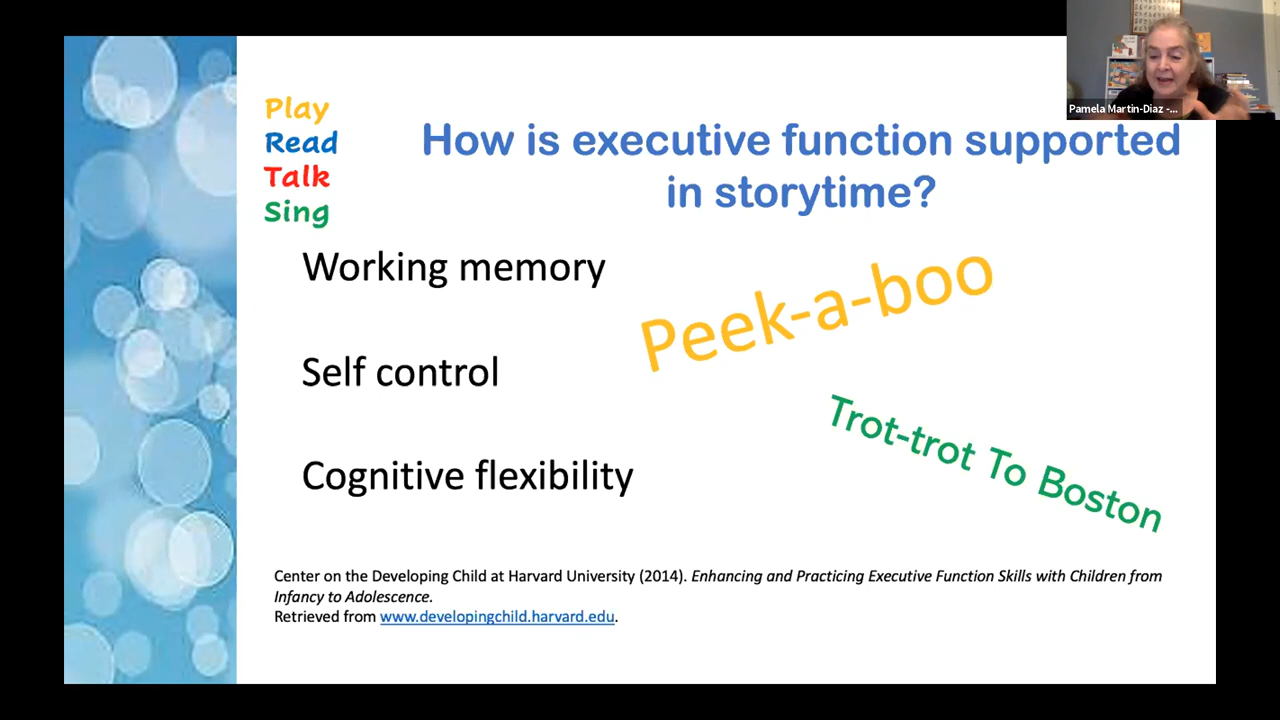 Pamela Martin-Diaz -...
Play
Read
Talk
Sing
How is executive function supported
in storytime?
Working memory
Peek-a-boo
Self control
Trot-trot To Boston
Cognitive flexibility
Center on the Developing Child at Harvard University (2014). Enhancing and Practicing Executive Function Skills with Children from
Infancy to Adolescence.
Retrieved from www.developingchild.harvard.edu.